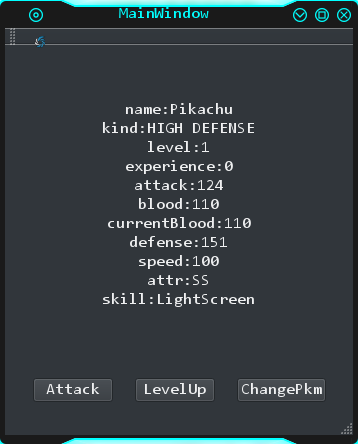 MainWindow
name:Pikachu
kind:HIGH DEFENSE
level:1
experience:0
attack:124
blood:110
currentBlood:110
defense:151
speed:100
attr:SS
skill:LightScreen
Attack LevelUp ChangePkm